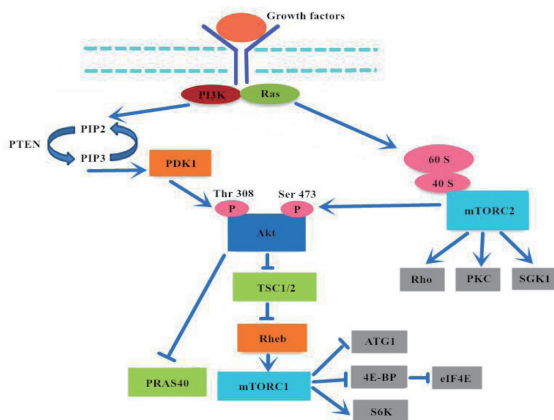 Growth factors
PI3K
Ras
PIP2
PTEN
PIP3
PDK1
60 S
40 S
Thr 308
Ser 473
P
P
mTORC2
Akt
Rho
PKC
SGK1
TSC1/2
Rheb
ATG1
PRAS40
mTORC1
4E-BP
eIF4E
S6K